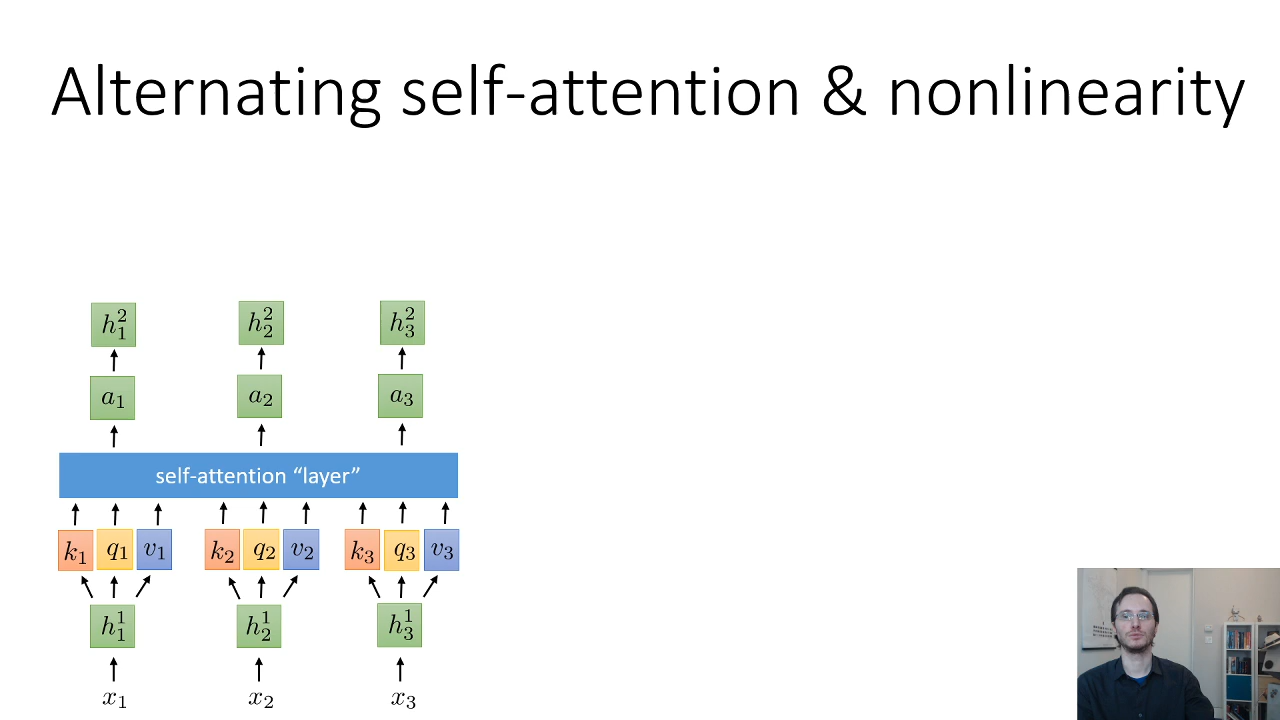 Alternating self-attention & nonlinearity
h₁² h₂² h₃²
a₁ a₂ a₃
self-attention “layer”
k₁ q₁ v₁ k₂ q₂ v₂ k₃ q₃ v₃
h₁¹ h₂¹ h₃¹
x₁ x₂ x₃